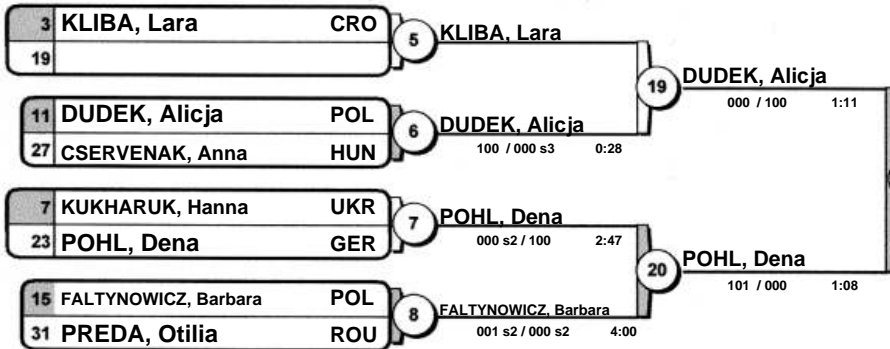 3 KLIBA, Lara CRO
19
5 KLIBA, Lara
11 DUDEK, Alicja POL
27 CSERVENAK, Anna HUN
6 DUDEK, Alicja
100 / 000 s3 0:28
19 DUDEK, Alicja
000 / 100 1:11
7 KUKHARUK, Hanna UKR
23 POHL, Dena GER
7 POHL, Dena
000 s2 / 100 2:47
15 FALTYNOWICZ, Barbara POL
31 PREDA, Otilia ROU
8 FALTYNOWICZ, Barbara
001 s2 / 000 s2 4:00
20 POHL, Dena
101 / 000 1:08